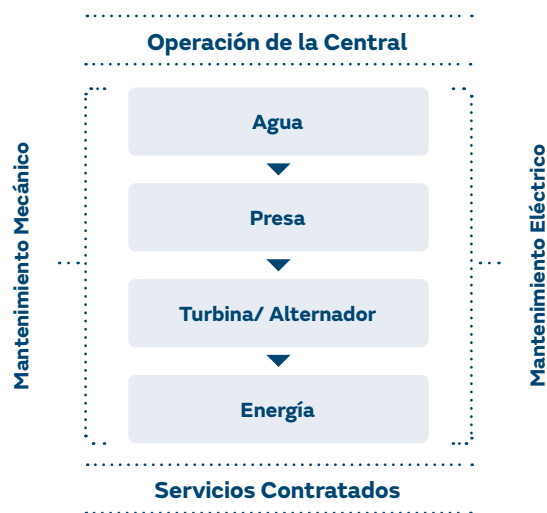 Operación de la Central
Mantenimiento Mecánico
Agua
Presa
Turbina/ Alternador
Energía
Mantenimiento Eléctrico
Servicios Contratados